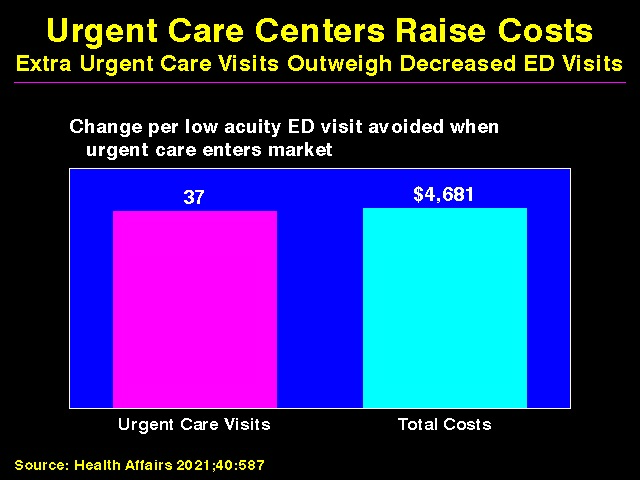 Urgent Care Centers Raise Costs
Extra Urgent Care Visits Outweigh Decreased ED Visits
Change per low acuity ED visit avoided when
urgent care enters market
37
$4,681
Urgent Care Visits
Total Costs
Source: Health Affairs 2021;40:587